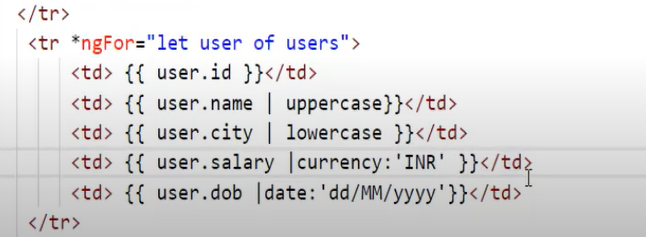 </tr>
<tr *ngFor="let user of users">
<td> {{ user.id }}</td>
<td> {{ user.name | uppercase}}</td>
<td> {{ user.city | lowercase }}</td>
<td> {{ user.salary |currency:'INR' }}</td>
<td> {{ user.dob |date:'dd/MM/yyyy'}}</td>
</tr>